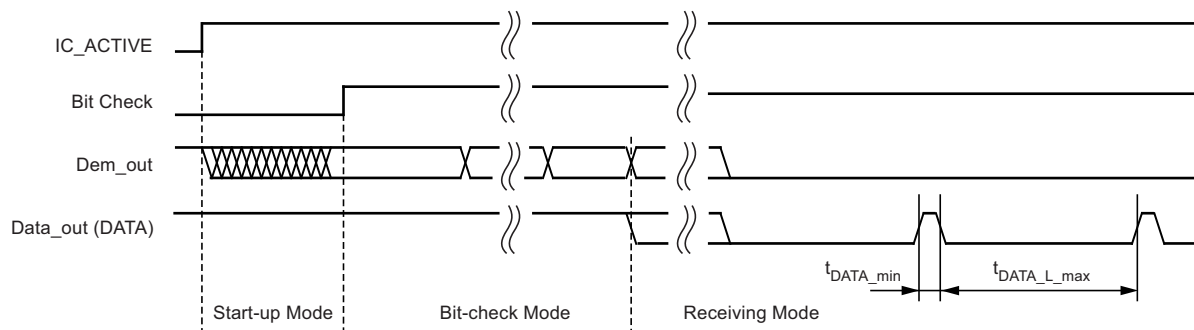 IC_ACTIVE
Bit Check
Dem_out
Data_out (DATA)
tDATA_min
tDATA_L_max
Start-up Mode
Bit-check Mode
Receiving Mode